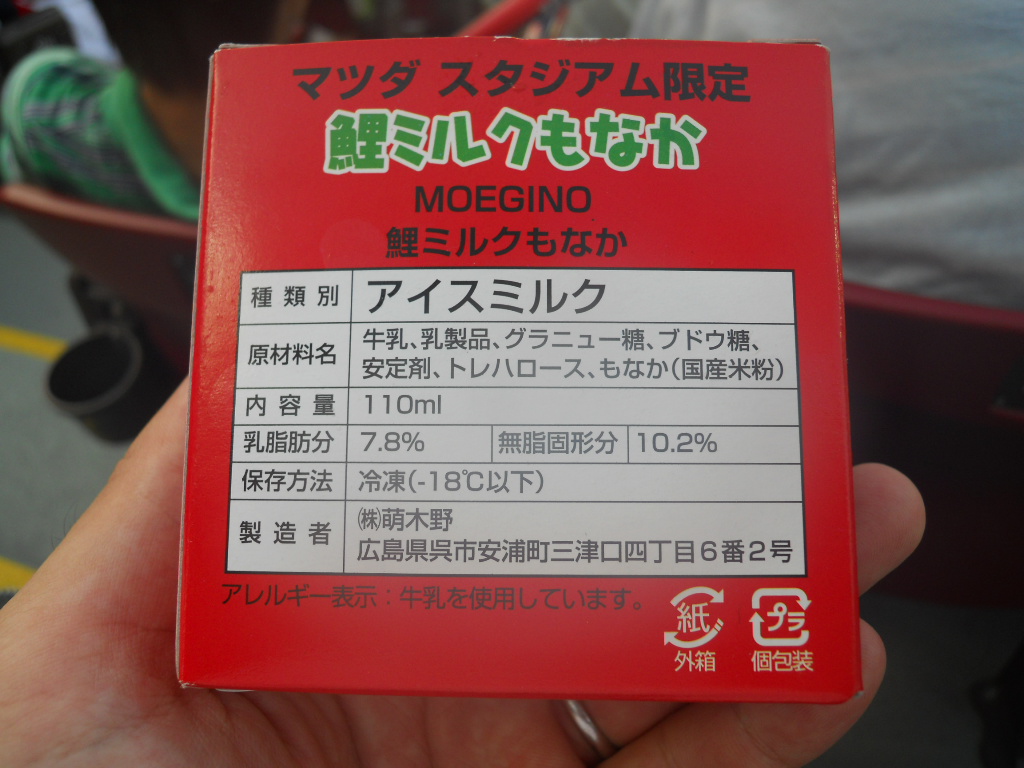 マツダ スタジアム限定
鯉ミルクもなか
MOEGINO
鯉ミルクもなか
種類別 アイスミルク
原材料名 牛乳、乳製品、グラニュー糖、ブドウ糖、
安定剤、トレハロース、もなか(国産米粉)
内容量 110ml
乳脂肪分 7.8% 無脂固形分 10.2%
保存方法 冷凍(-18℃以下)
製造者 ㈱萌木野
広島県呉市安浦町三津口四丁目6番2号
アレルギー表示：牛乳を使用しています。
紙 プラ
外箱 個包装